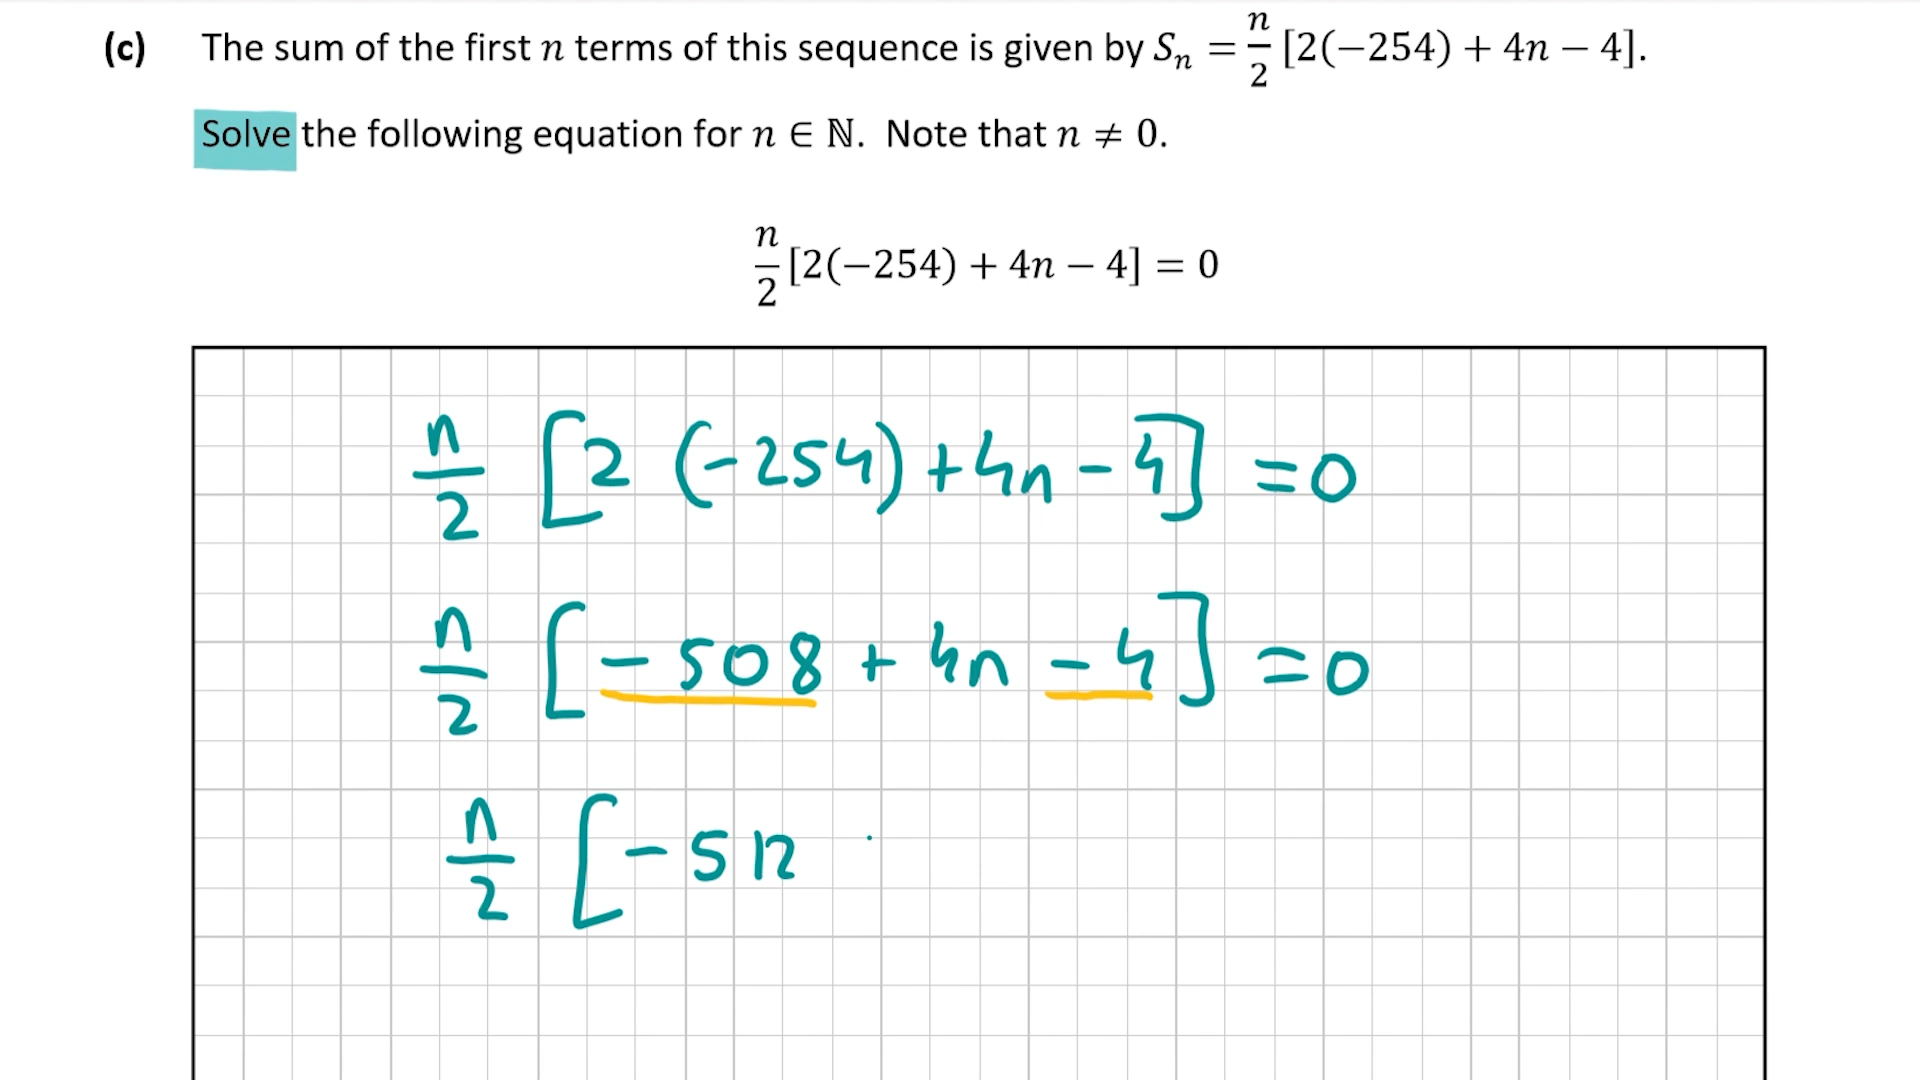 (c) The sum of the first n terms of this sequence is given by Sₙ = n/2 [2(−254) + 4n − 4].
Solve the following equation for n ∈ ℕ. Note that n ≠ 0.
n/2 [2(−254) + 4n − 4] = 0
n/2 [2 (-254) +4n - 4] = 0
n/2 [- 508 + 4n - 4] = 0
n/2 [- 512